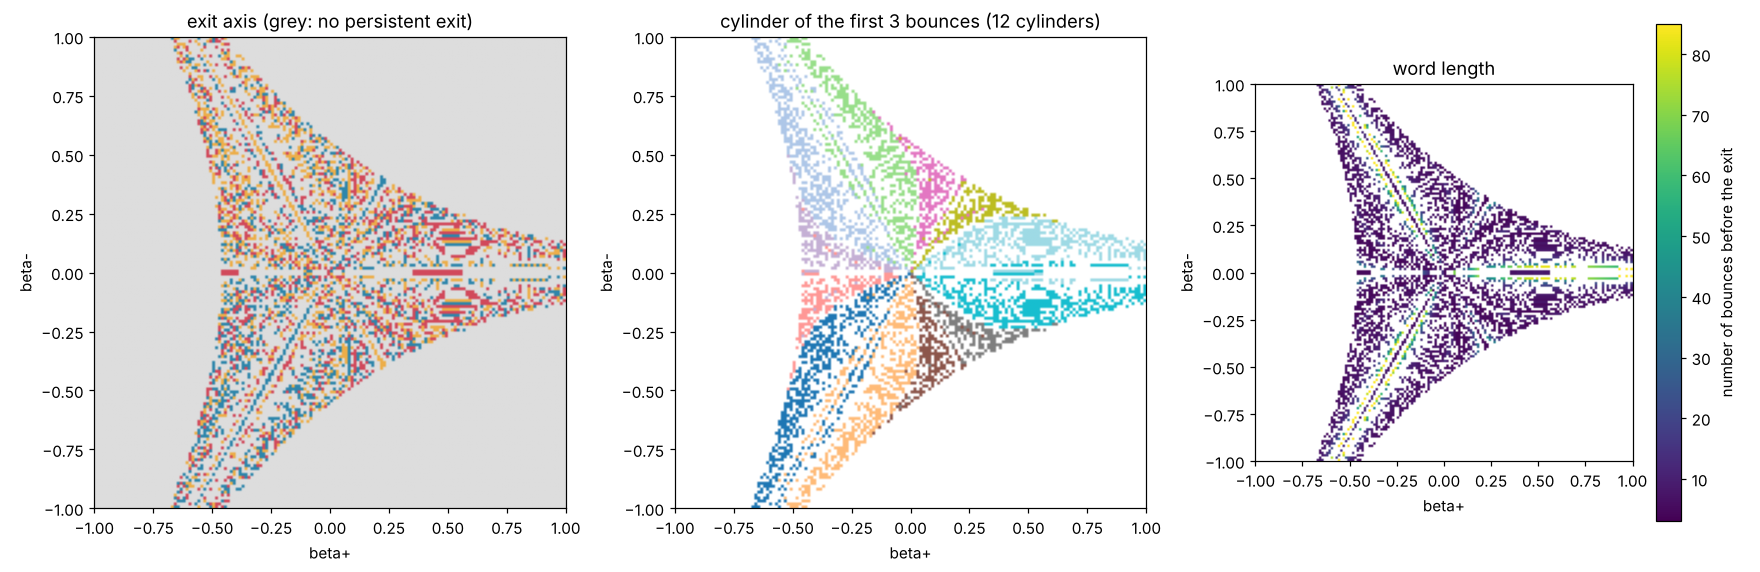 exit axis (grey: no persistent exit)
1.00
0.75
0.50
0.25
0.00
−0.25
−0.50
−0.75
−1.00
beta-
−1.00 −0.75 −0.50 −0.25 0.00 0.25 0.50 0.75 1.00
beta+
cylinder of the first 3 bounces (12 cylinders)
1.00
0.75
0.50
0.25
0.00
−0.25
−0.50
−0.75
−1.00
beta-
−1.00 −0.75 −0.50 −0.25 0.00 0.25 0.50 0.75 1.00
beta+
word length
1.00
0.75
0.50
0.25
0.00
−0.25
−0.50
−0.75
−1.00
beta-
−1.00 −0.75 −0.50 −0.25 0.00 0.25 0.50 0.75 1.00
beta+
80
70
60
50
40
30
20
10
number of bounces before the exit